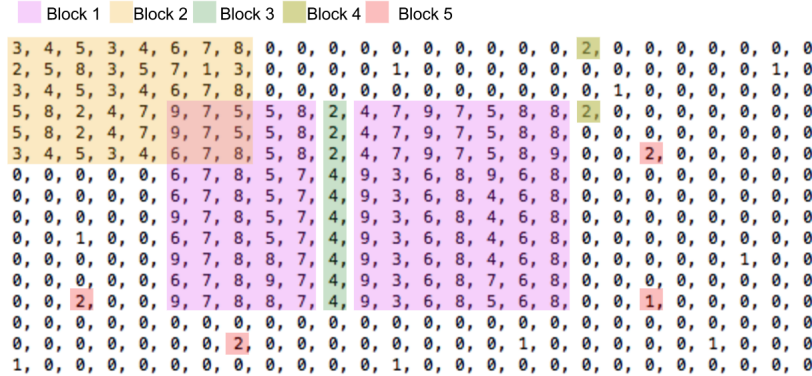 Block 1 Block 2 Block 3 Block 4 Block 5
3, 4, 5, 3, 4, 6, 7, 8, 0, 0, 0, 0, 0, 0, 0, 0, 0, 0, 2, 0, 0, 0, 0, 0, 0, 0
2, 5, 8, 3, 5, 7, 1, 3, 0, 0, 0, 0, 1, 0, 0, 0, 0, 0, 0, 0, 0, 0, 0, 0, 1, 0
3, 4, 5, 3, 4, 6, 7, 8, 0, 0, 0, 0, 0, 0, 0, 0, 0, 0, 0, 1, 0, 0, 0, 0, 0, 0
5, 8, 2, 4, 7, 9, 7, 5, 5, 8, 2, 4, 7, 9, 7, 5, 8, 8, 2, 0, 0, 0, 0, 0, 0, 0
5, 8, 2, 4, 7, 9, 7, 5, 5, 8, 2, 4, 7, 9, 7, 5, 8, 8, 0, 0, 0, 0, 0, 0, 0, 0
3, 4, 5, 3, 4, 6, 7, 8, 5, 8, 2, 4, 7, 9, 7, 5, 8, 9, 0, 0, 2, 0, 0, 0, 0, 0
0, 0, 0, 0, 0, 6, 7, 8, 5, 7, 4, 9, 3, 6, 8, 9, 6, 8, 0, 0, 0, 0, 0, 0, 0, 0
0, 0, 0, 0, 0, 6, 7, 8, 5, 7, 4, 9, 3, 6, 8, 4, 6, 8, 0, 0, 0, 0, 0, 0, 0, 0
0, 0, 0, 0, 0, 9, 7, 8, 5, 7, 4, 9, 3, 6, 8, 4, 6, 8, 0, 0, 0, 0, 0, 0, 0, 0
0, 0, 1, 0, 0, 6, 7, 8, 5, 7, 4, 9, 3, 6, 8, 4, 6, 8, 0, 0, 0, 0, 0, 0, 0, 0
0, 0, 0, 0, 0, 9, 7, 8, 8, 7, 4, 9, 3, 6, 8, 4, 6, 8, 0, 0, 0, 0, 0, 1, 0, 0
0, 0, 0, 0, 0, 6, 7, 8, 9, 7, 4, 9, 3, 6, 8, 7, 6, 8, 0, 0, 0, 0, 0, 0, 0, 0
0, 0, 2, 0, 0, 9, 7, 8, 8, 7, 4, 9, 3, 6, 8, 5, 6, 8, 0, 0, 1, 0, 0, 0, 0, 0
0, 0, 0, 0, 0, 0, 0, 0, 0, 0, 0, 0, 0, 0, 0, 0, 0, 0, 0, 0, 0, 0, 0, 0, 0, 0
0, 0, 0, 0, 0, 0, 0, 2, 0, 0, 0, 0, 0, 0, 0, 0, 1, 0, 0, 0, 0, 0, 1, 0, 0, 0
1, 0, 0, 0, 0, 0, 0, 0, 0, 0, 0, 0, 1, 0, 0, 0, 0, 0, 0, 0, 0, 0, 0, 0, 0, 0